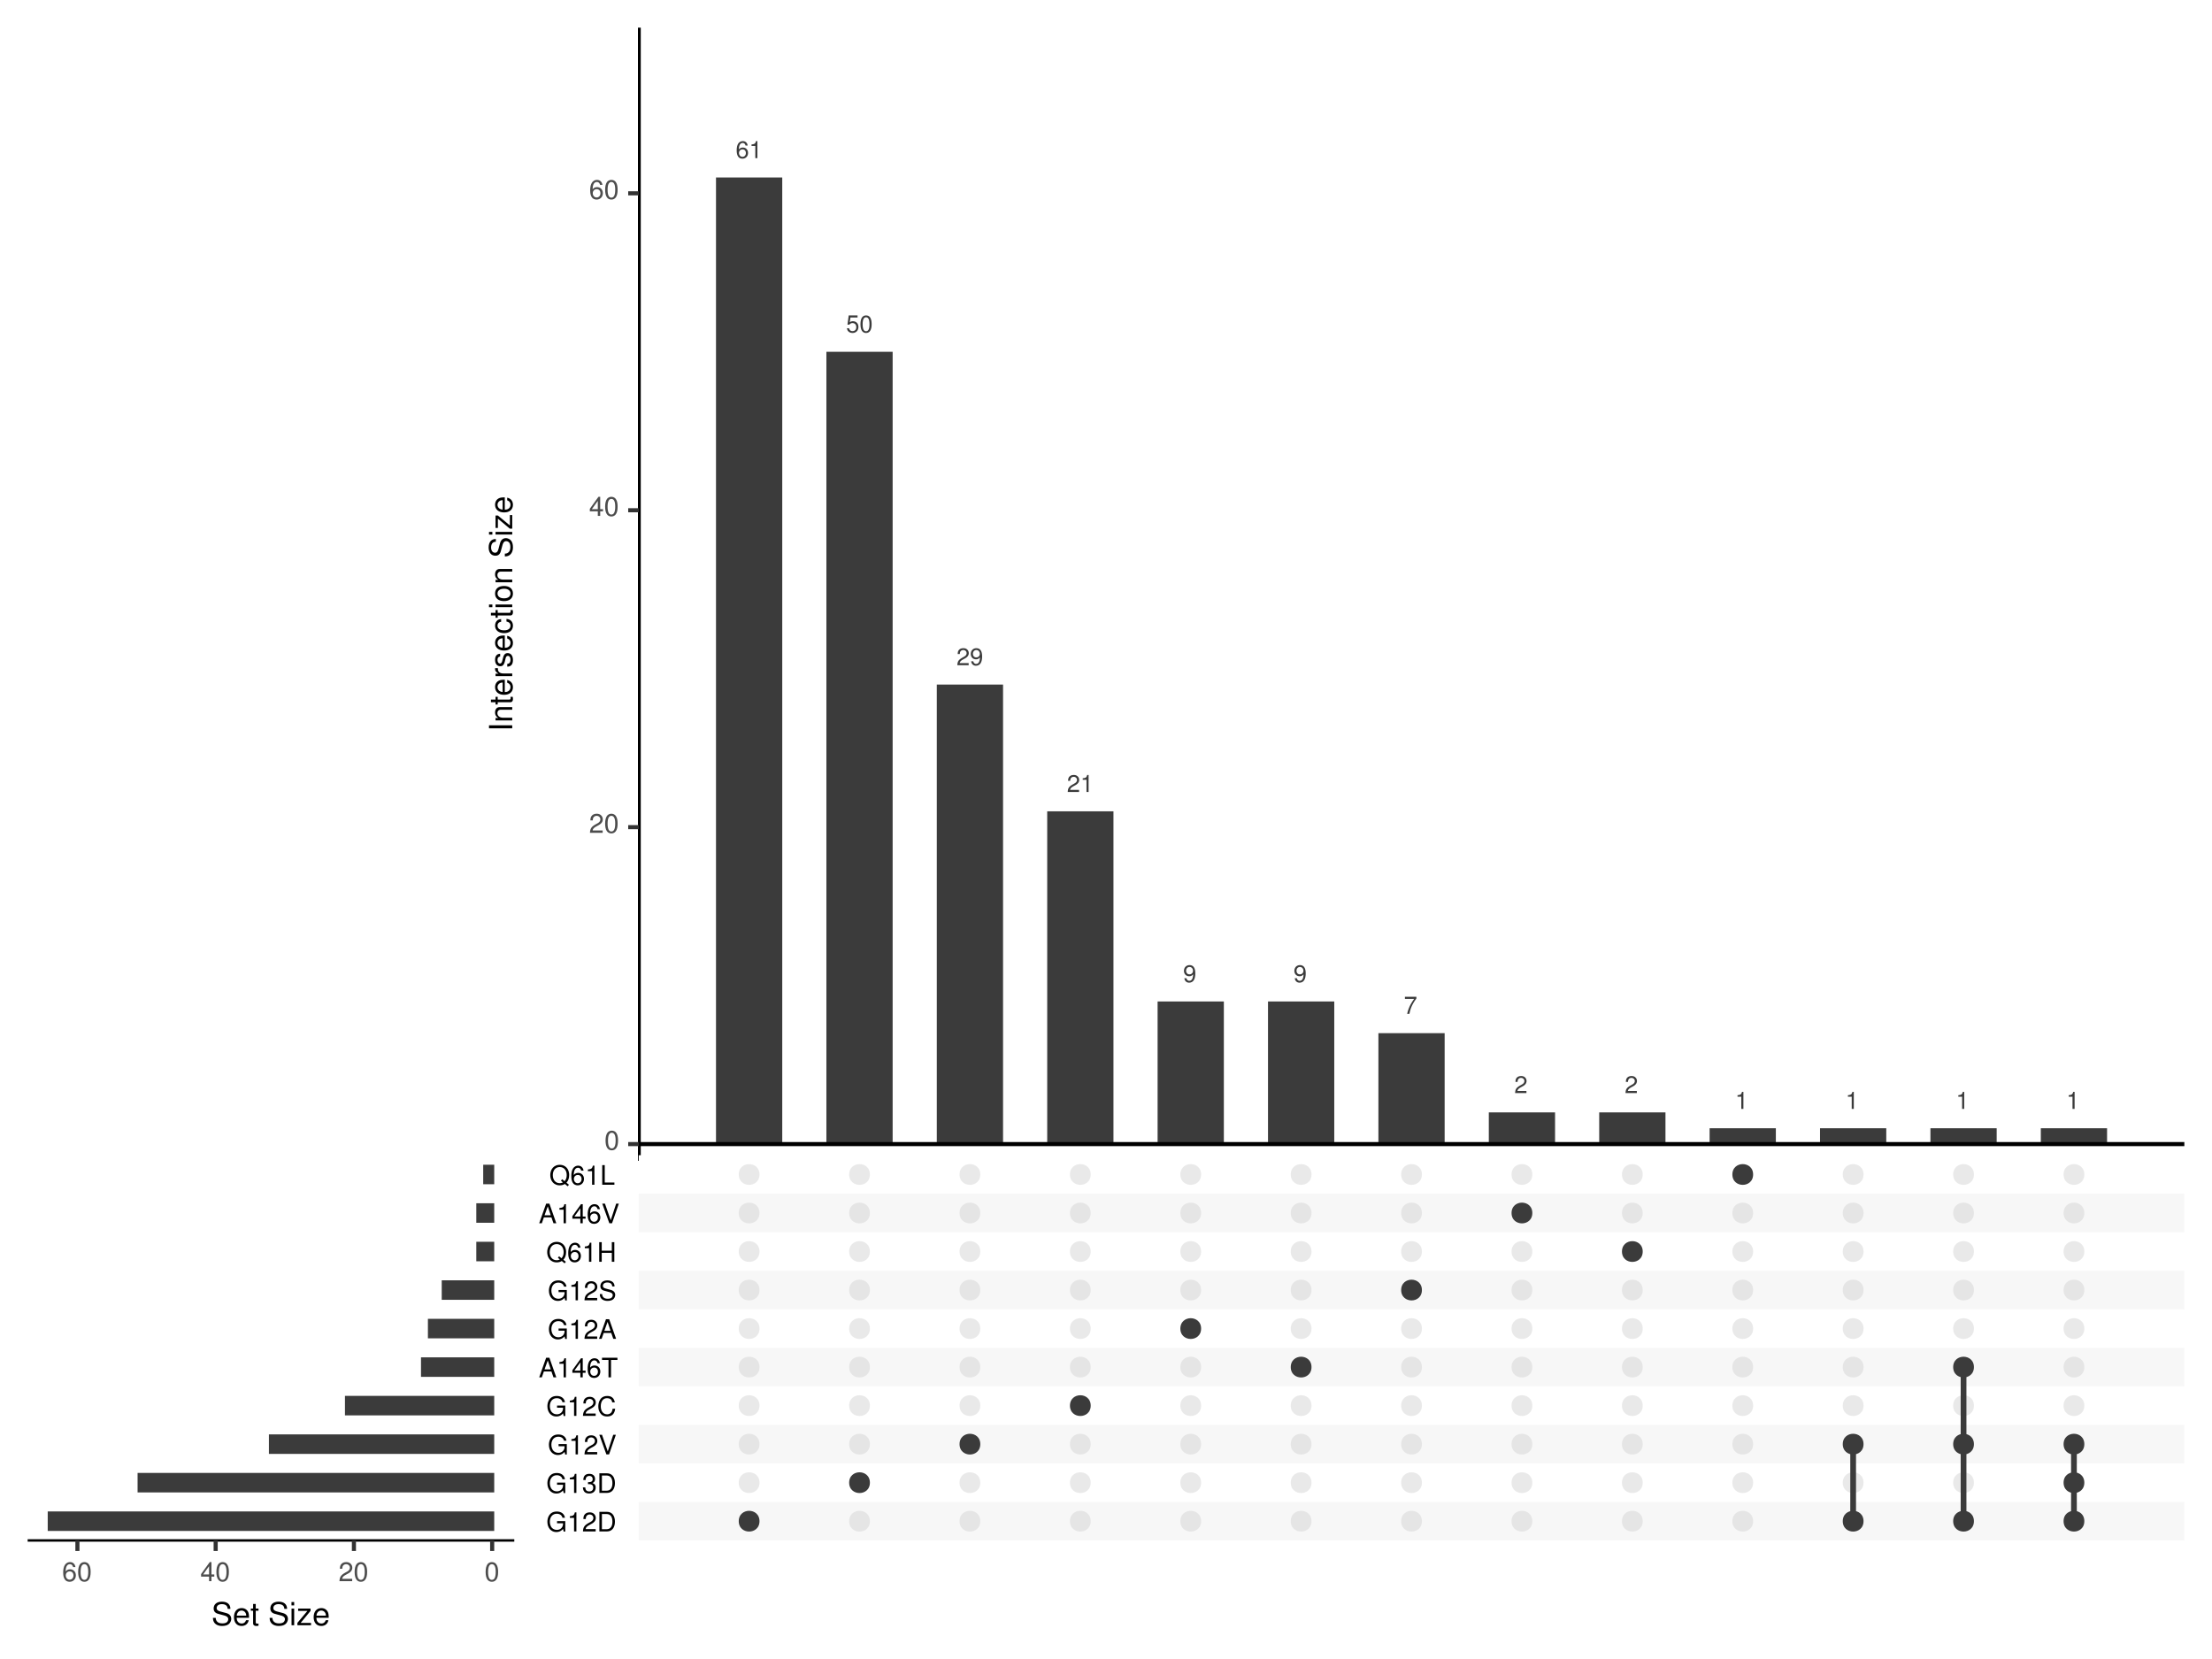 61
60
50
40
Intersection Size
29
21
20
9 9
7
2 2
1 1 1 1
0
Q61L
A146V
Q61H
G12S
G12A
A146T
G12C
G12V
G13D
G12D
60 40 20 0
Set Size